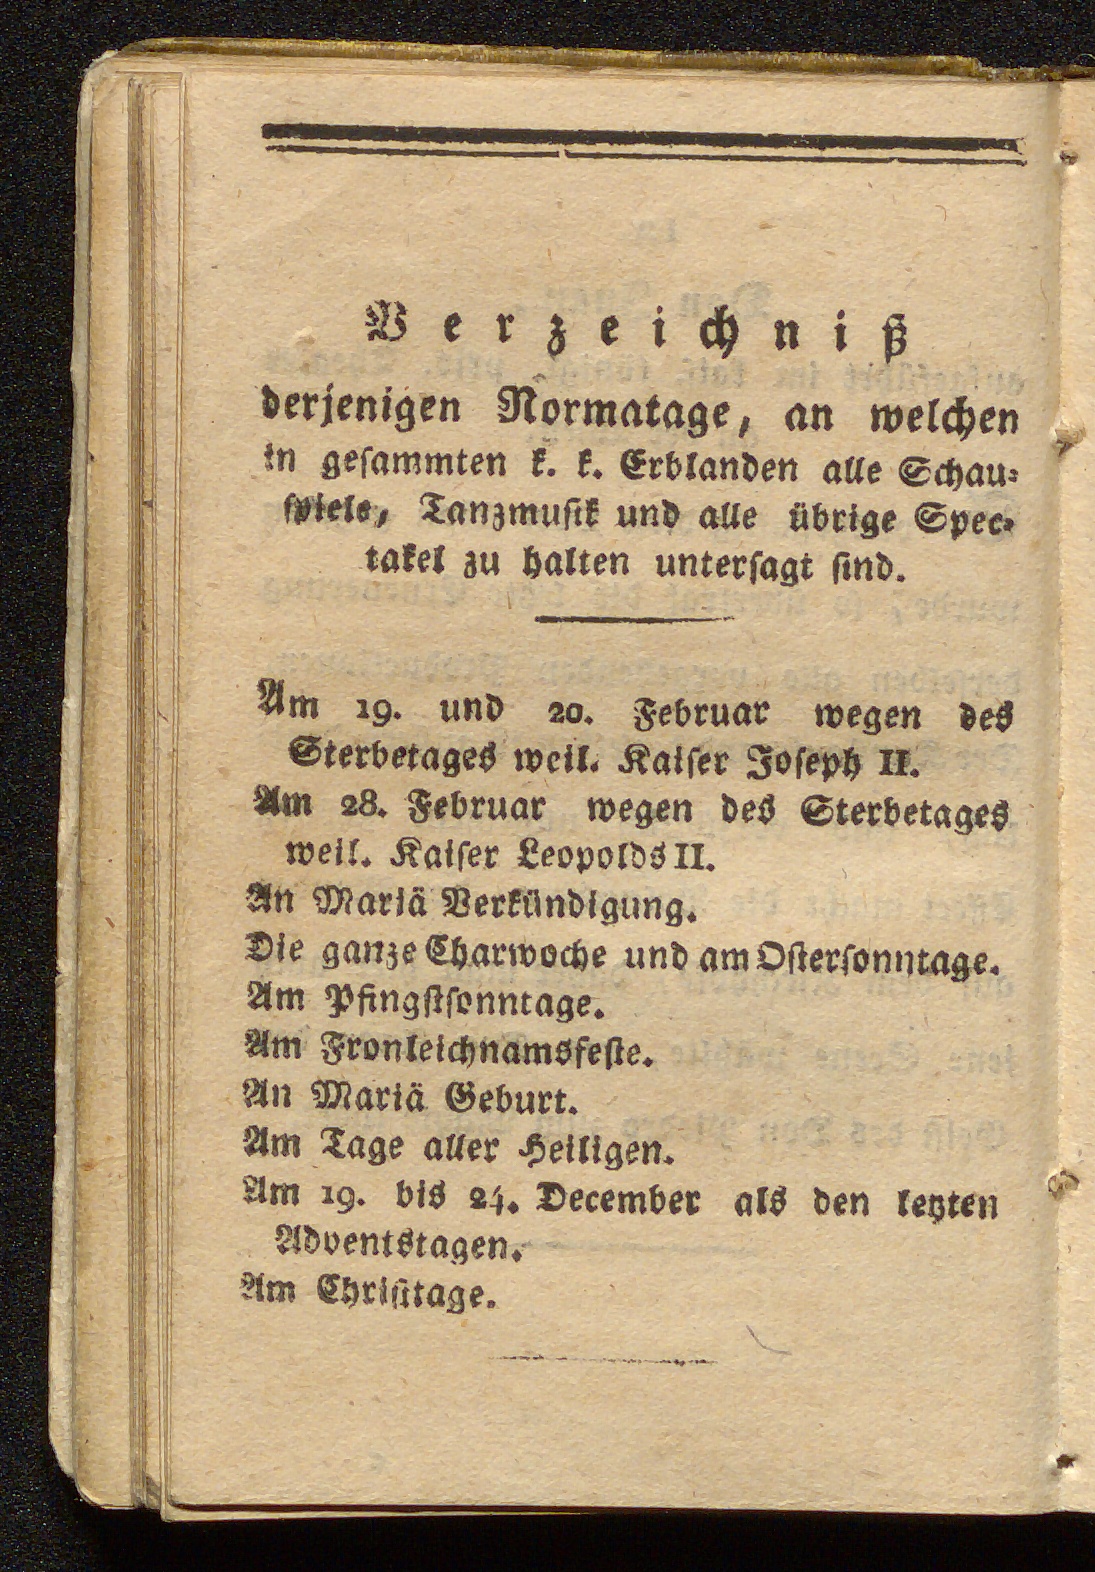 Verzeichniß
derjenigen Normatage, an welchen
in gesammten k. k. Erblanden alle Schau-
spiele, Tanzmusik und alle übrige Spec-
takel zu halten untersagt sind.
Am 19. und 20. Februar wegen des
Sterbetages weil. Kaiser Joseph II.
Am 28. Februar wegen des Sterbetages
weil. Kaiser Leopolds II.
An Mariä Verkündigung.
Die ganze Charwoche und am Ostersonntage.
Am Pfingstsonntage.
Am Fronleichnamsfeste.
An Mariä Geburt.
Am Tage aller Heiligen.
Am 19. bis 24. December als den letzten
Adventstagen.
Am Christtage.